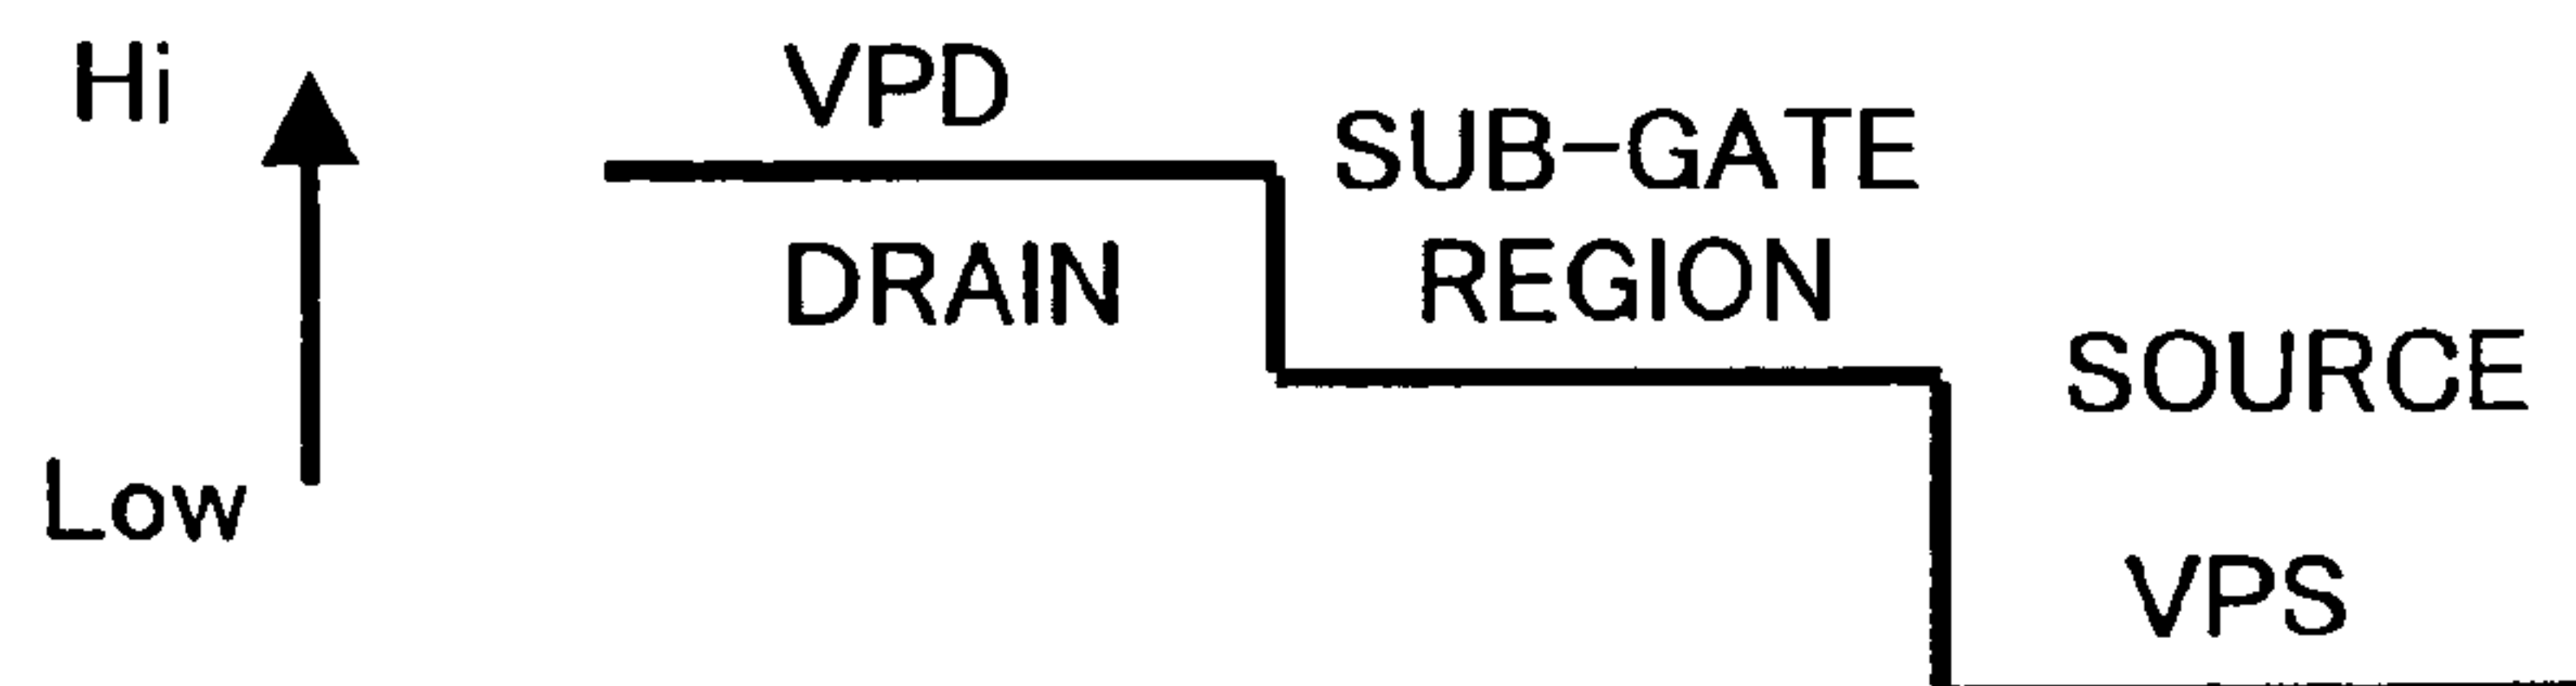 Hi
VPD
SUB-GATE
REGION
DRAIN
SOURCE
Low
VPS